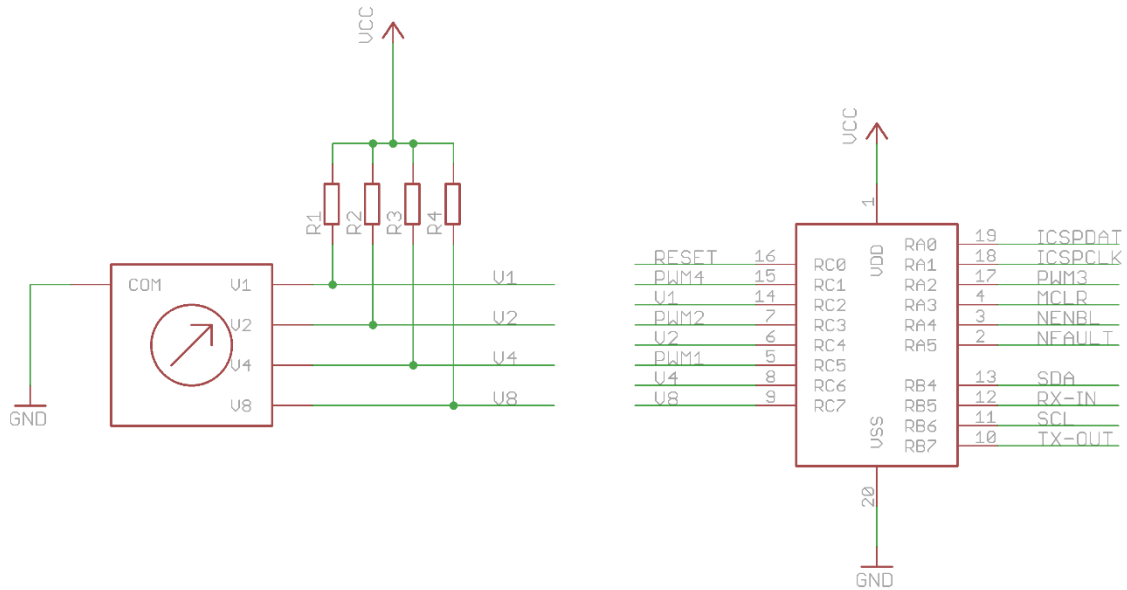 VCC
R1
R2
R3
R4
COM
V1
V2
V4
V8
V1
V2
V4
V8
GND
VCC
1
VDD
VSS
RESET 16 RC0
PWM4 15 RC1
V1 14 RC2
PWM2 7 RC3
V2 6 RC4
PWM1 5 RC5
V4 8 RC6
V8 9 RC7
RA0 19 ICSPDAT
RA1 18 ICSPCLK
RA2 17 PWM3
RA3 4 MCLR
RA4 3 NENBL
RA5 2 NFAULT
RB4 13 SDA
RB5 12 RX-IN
RB6 11 SCL
RB7 10 TX-OUT
20
GND